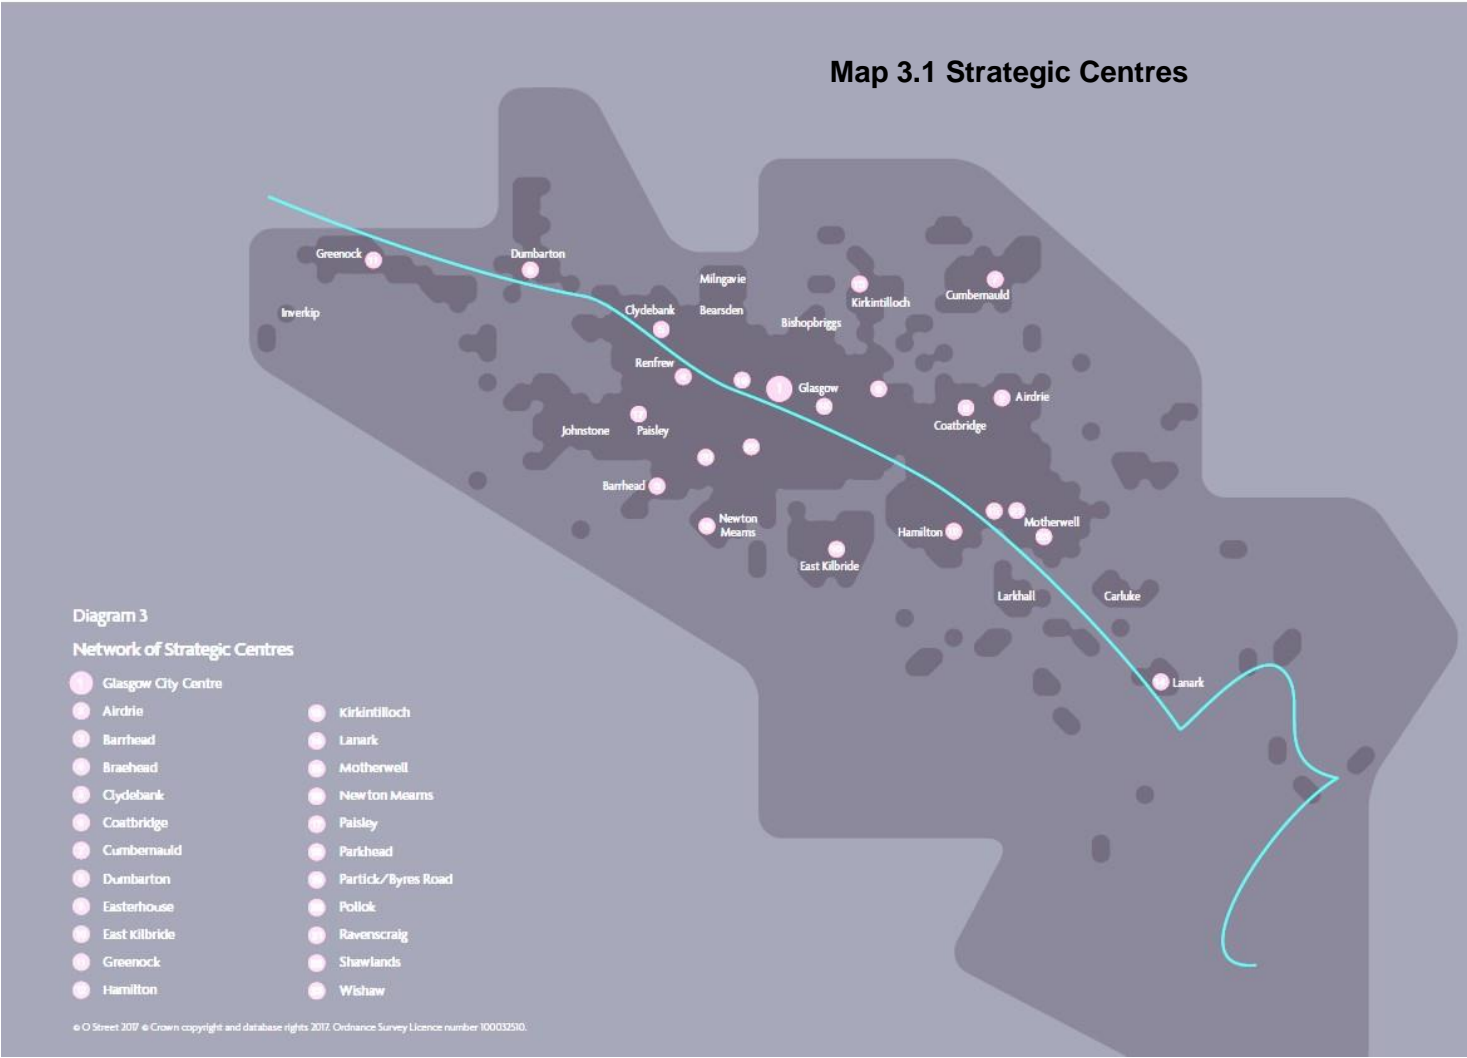 Map 3.1 Strategic Centres
Greenock
Dumbarton
Milngavie
Kirkintilloch
Cumbernauld
Inverkip
Clydebank
Bearsden
Bishopbriggs
Renfrew
1
Glasgow
Airdrie
Coatbridge
Johnstone
Paisley
Barrhead
Newton
Mearns
Hamilton
Motherwell
East Kilbride
Larkhall
Carluke
Lanark
Diagram 3
Network of Strategic Centres
1 Glasgow City Centre
Airdrie
Barrhead
Braehead
Clydebank
Coatbridge
Cumbernauld
Dumbarton
Easterhouse
East Kilbride
Greenock
Hamilton
Kirkintilloch
Lanark
Motherwell
Newton Mearns
Paisley
Parkhead
Partick/Byres Road
Pollok
Ravenscraig
Shawlands
Wishaw
© O Street 2017 © Crown copyright and database rights 2017. Ordnance Survey Licence number 100032510.